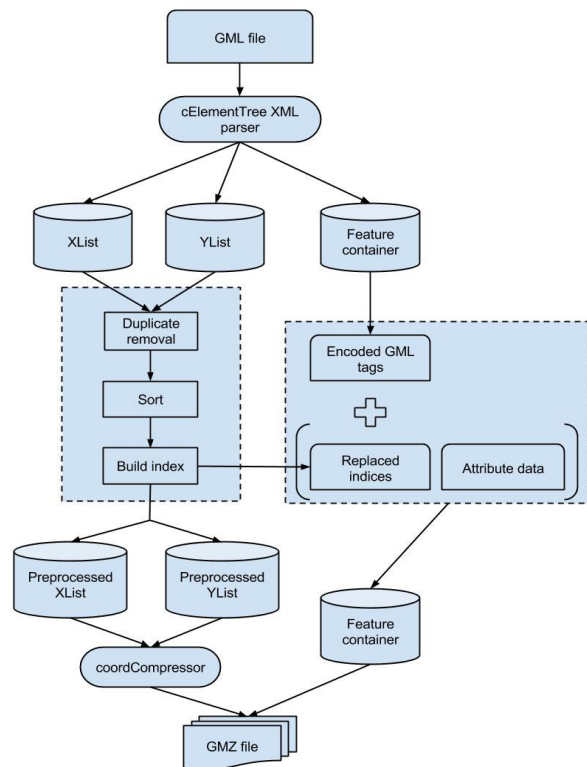 GML file
cElementTree XML
parser
XList
YList
Feature
container
Duplicate
removal
Encoded GML
tags
Sort
Build index
Replaced
indices
Attribute data
Preprocessed
XList
Preprocessed
YList
Feature
container
coordCompressor
GMZ file